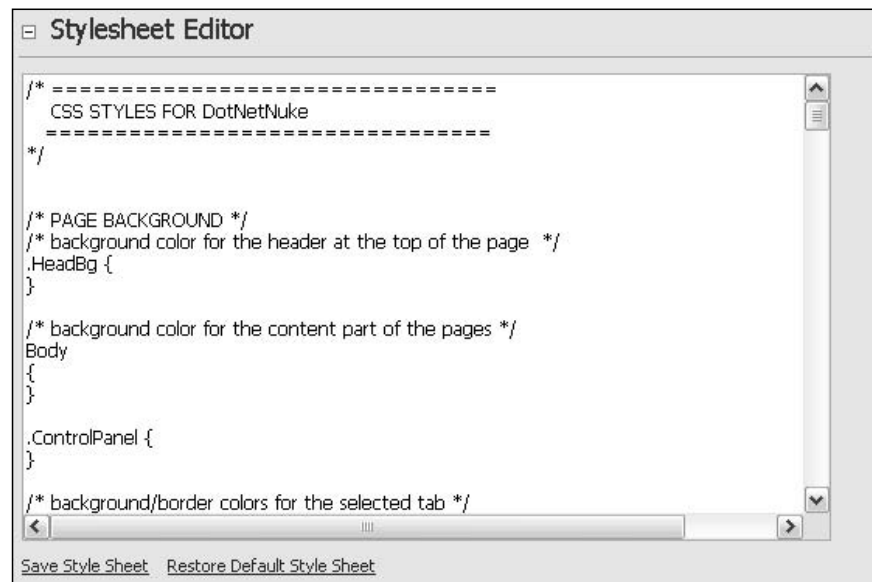 Stylesheet Editor
/* ================================
CSS STYLES FOR DotNetNuke
================================
*/
/* PAGE BACKGROUND */
/* background color for the header at the top of the page  */
.HeadBg {
}
/* background color for the content part of the pages */
Body
{
}
.ControlPanel {
}
/* background/border colors for the selected tab */
Save Style Sheet Restore Default Style Sheet